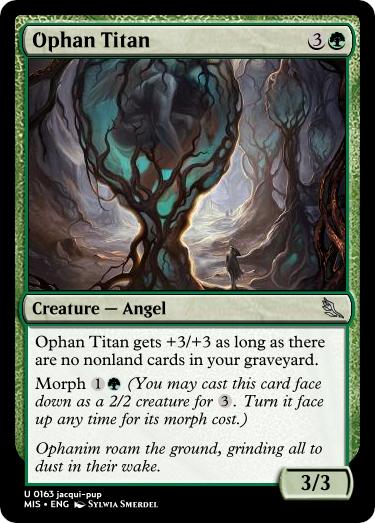 Ophan Titan 3
Creature — Angel
Ophan Titan gets +3/+3 as long as there
are no nonland cards in your graveyard.
Morph 1 (You may cast this card face
down as a 2/2 creature for 3. Turn it face
up any time for its morph cost.)
Ophanim roam the ground, grinding all to
dust in their wake.
3/3
U 0163 jacqui-pup
MIS • ENG Sylwia Smerdel